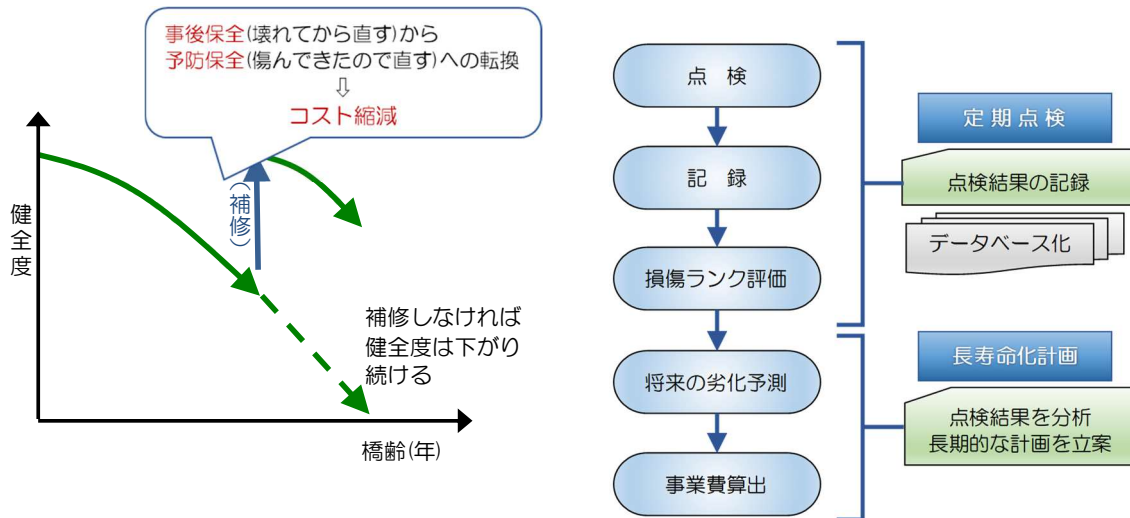 事後保全(壊れてから直す)から
予防保全(傷んできたので直す)への転換
⇩
コスト縮減
健全度
(補修)
補修しなければ
健全度は下がり
続ける
橋齢(年)
点 検
記 録
損傷ランク評価
将来の劣化予測
事業費算出
定期点検
点検結果の記録
データベース化
長寿命化計画
点検結果を分析
長期的な計画を立案